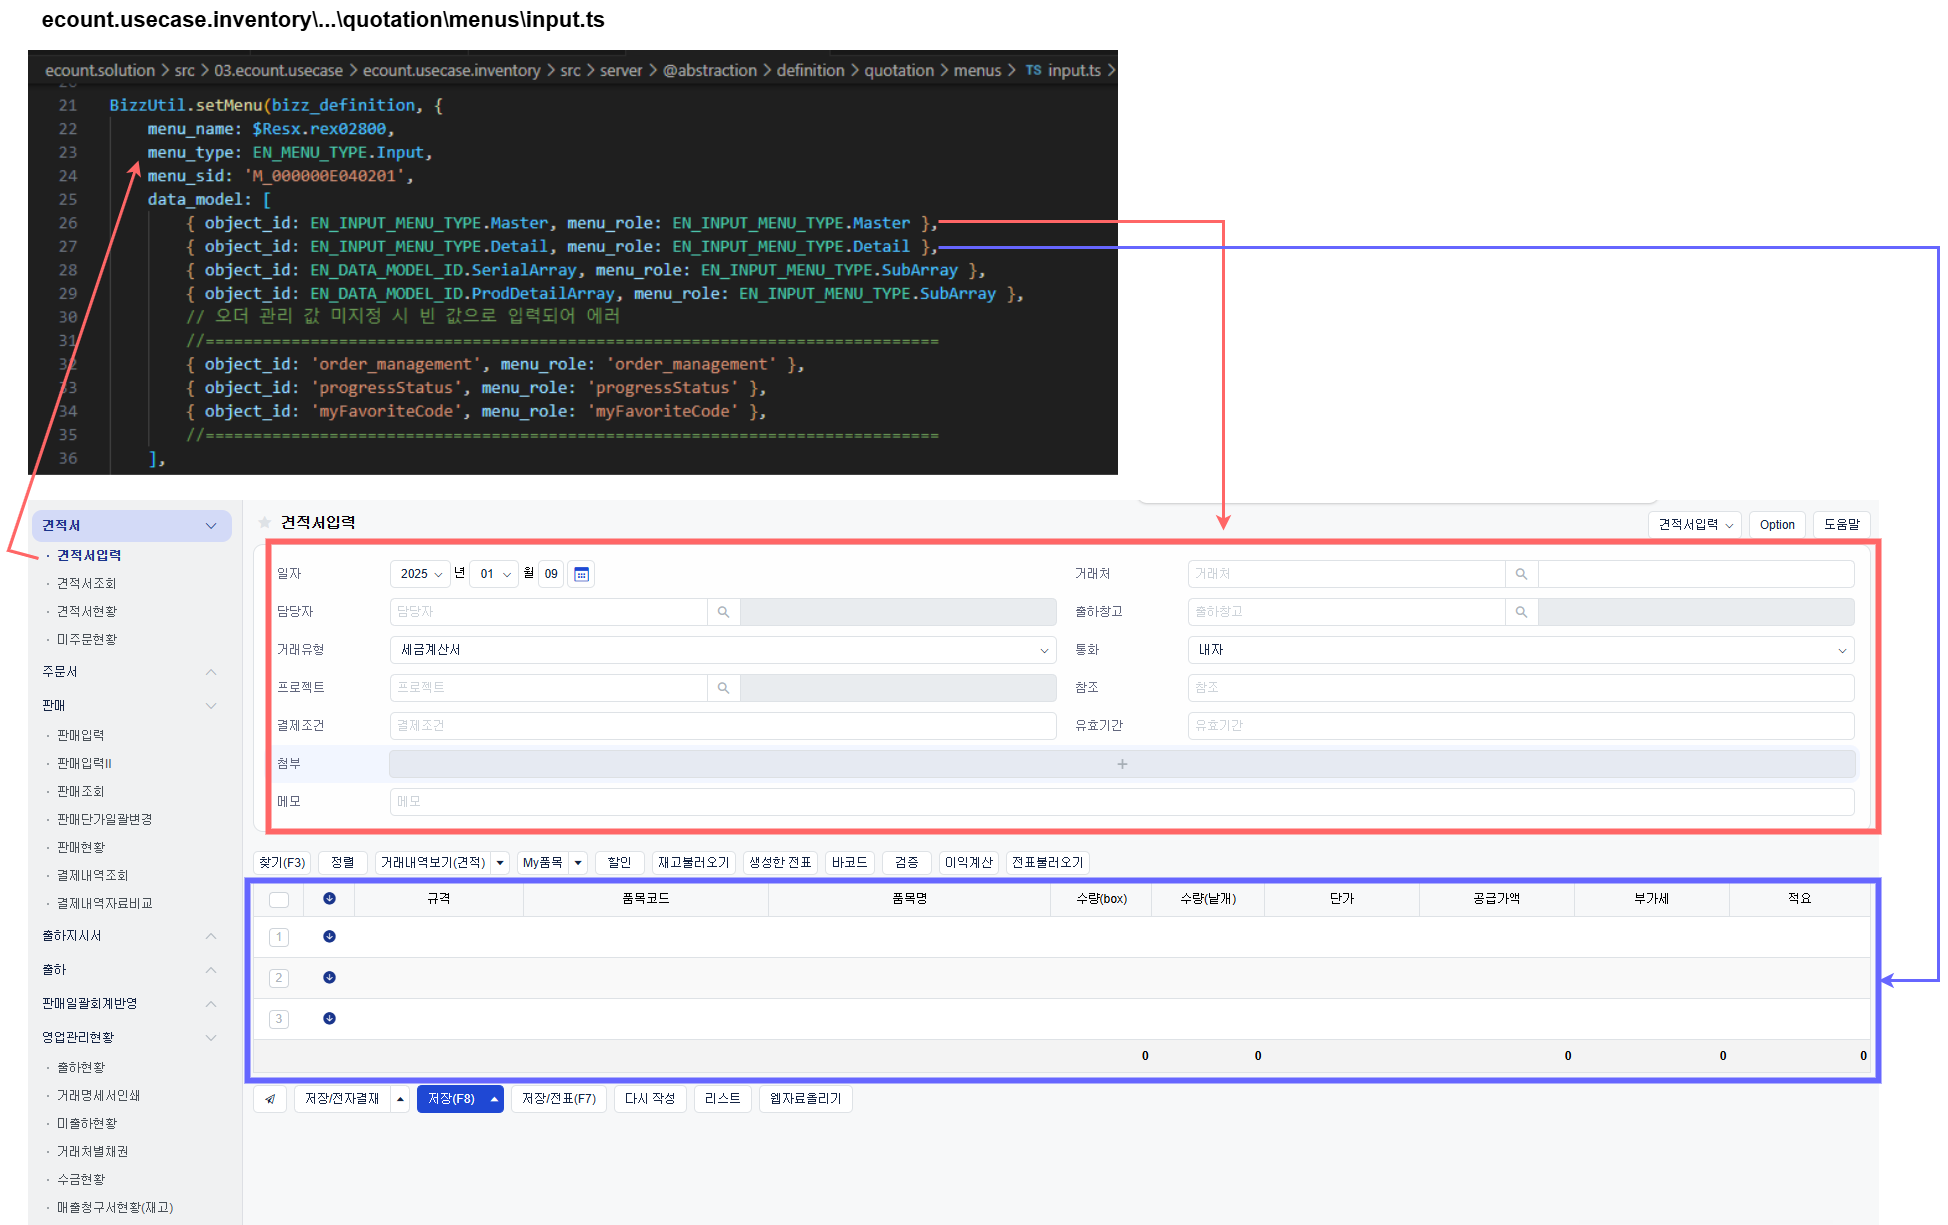 ecount.usecase.inventory\...\quotation\menus\input.ts
ecount.solution > src > 03.ecount.usecase > ecount.usecase.inventory > src > server > @abstraction > definition > quotation > menus > TS input.ts >
21 BizzUtil.setMenu(bizz_definition, {
22 menu_name: $Resx.rex02800,
23 menu_type: EN_MENU_TYPE.Input,
24 menu_sid: 'M_000000E040201',
25 data_model: [
26 { object_id: EN_INPUT_MENU_TYPE.Master, menu_role: EN_INPUT_MENU_TYPE.Master },
27 { object_id: EN_INPUT_MENU_TYPE.Detail, menu_role: EN_INPUT_MENU_TYPE.Detail },
28 { object_id: EN_DATA_MODEL_ID.SerialArray, menu_role: EN_INPUT_MENU_TYPE.SubArray },
29 { object_id: EN_DATA_MODEL_ID.ProdDetailArray, menu_role: EN_INPUT_MENU_TYPE.SubArray },
30 // 오더 관리 값 미지정 시 빈 값으로 입력되어 에러
31 //=============================================================================
32 { object_id: 'order_management', menu_role: 'order_management' },
33 { object_id: 'progressStatus', menu_role: 'progressStatus' },
34 { object_id: 'myFavoriteCode', menu_role: 'myFavoriteCode' },
35 //=============================================================================
36 ],
견적서
· 견적서입력
· 견적서조회
· 견적서현황
· 미주문현황
주문서
판매
· 판매입력
· 판매입력II
· 판매조회
· 판매단가일괄변경
· 판매현황
· 결제내역조회
· 결제내역자료비교
출하지시서
출하
판매일괄회계반영
영업관리현황
· 출하현황
· 거래명세서인쇄
· 미출하현황
· 거래처별채권
· 수금현황
· 매출청구서현황(재고)
견적서입력
견적서입력 Option 도움말
일자 2025 년 01 월 09 거래처 거래처
담당자 담당자 출하창고 출하창고
거래유형 세금계산서 통화 내자
프로젝트 프로젝트 참조 참조
결제조건 결제조건 유효기간 유효기간
첨부 +
메모 메모
찾기(F3) 정렬 거래내역보기(견적) My품목 할인 재고불러오기 생성한 전표 바코드 검증 이익계산 전표불러오기
규격 품목코드 품목명 수량(box) 수량(낱개) 단가 공급가액 부가세 적요
1
2
3
0 0 0 0 0
저장/전자결재 저장(F8) 저장/전표(F7) 다시 작성 리스트 웹자료올리기